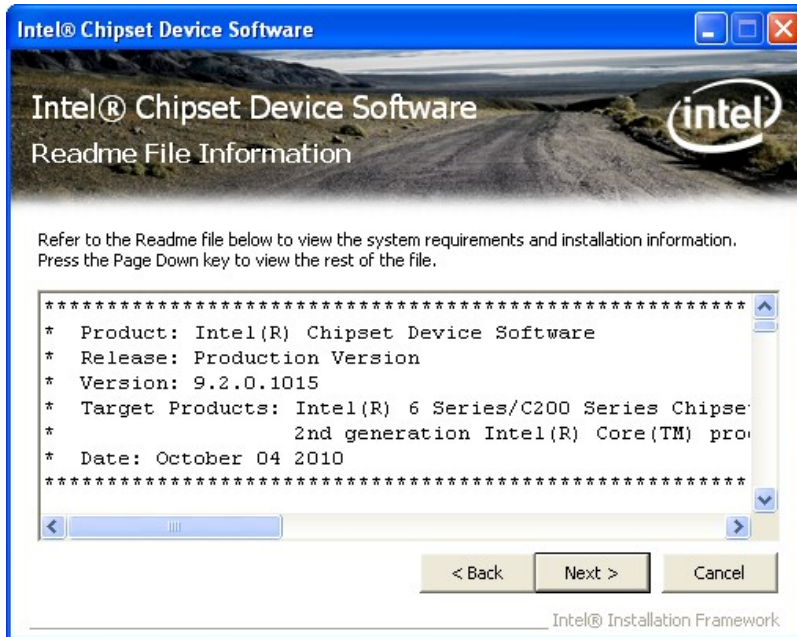 Intel® Chipset Device Software
Intel® Chipset Device Software
intel
Readme File Information
Refer to the Readme file below to view the system requirements and installation information.
Press the Page Down key to view the rest of the file.
********************************************************
* Product: Intel(R) Chipset Device Software
* Release: Production Version
* Version: 9.2.0.1015
* Target Products: Intel(R) 6 Series/C200 Series
* 2nd generation Intel(R) Core(TM)
* Date: October 04 2010
********************************************************
< Back Next > Cancel
Intel® Installation Framework